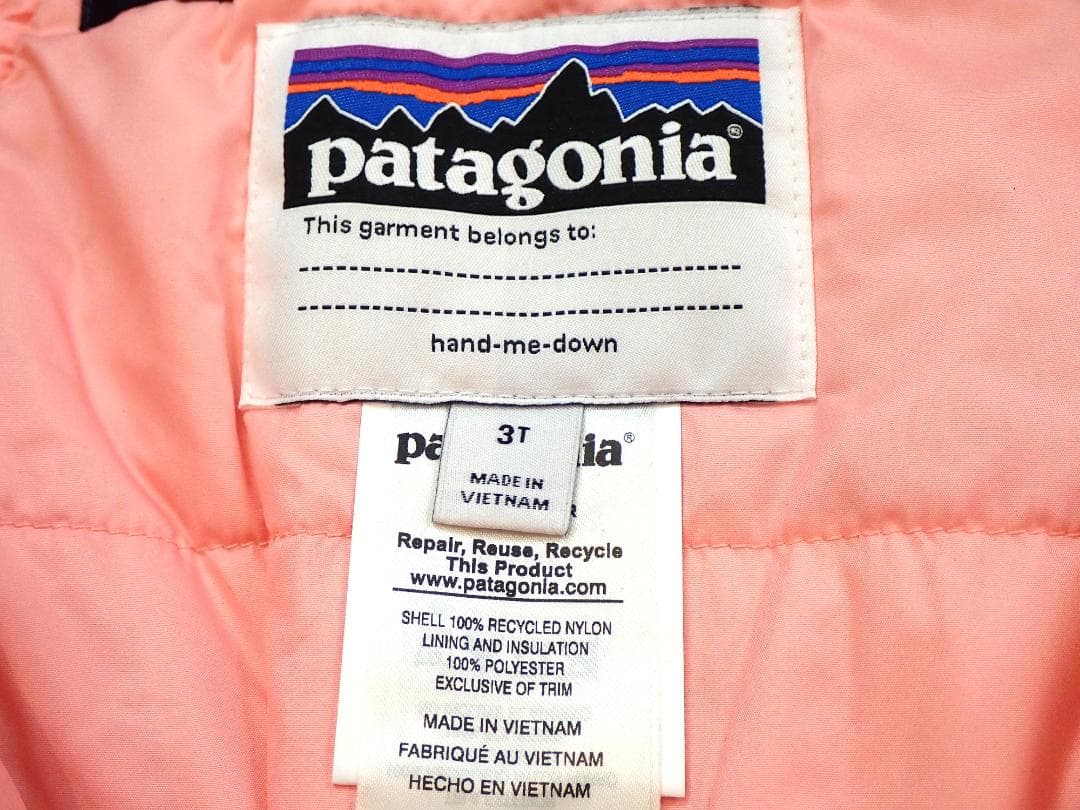 patagonia®
This garment belongs to:
hand-me-down
3T
MADE IN
VIETNAM
Repair, Reuse, Recycle
This Product
www.patagonia.com
SHELL 100% RECYCLED NYLON
LINING AND INSULATION
100% POLYESTER
EXCLUSIVE OF TRIM
MADE IN VIETNAM
FABRIQUÉ AU VIETNAM
HECHO EN VIETNAM